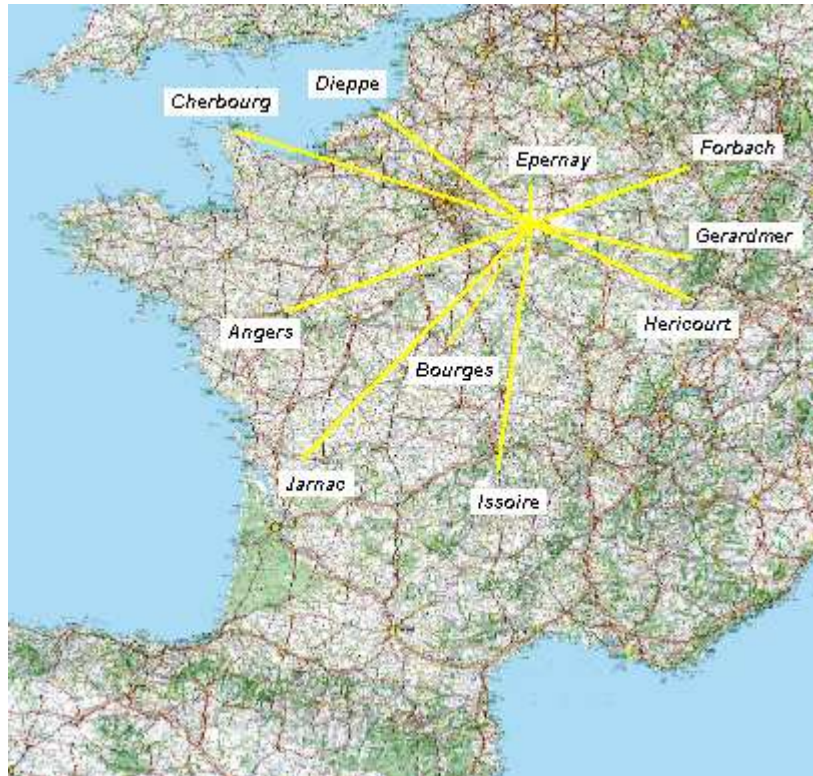 Dieppe
Cherbourg
Epernay
Forbach
Gerardmer
Hericourt
Angers
Bourges
Jarnac
Issoire